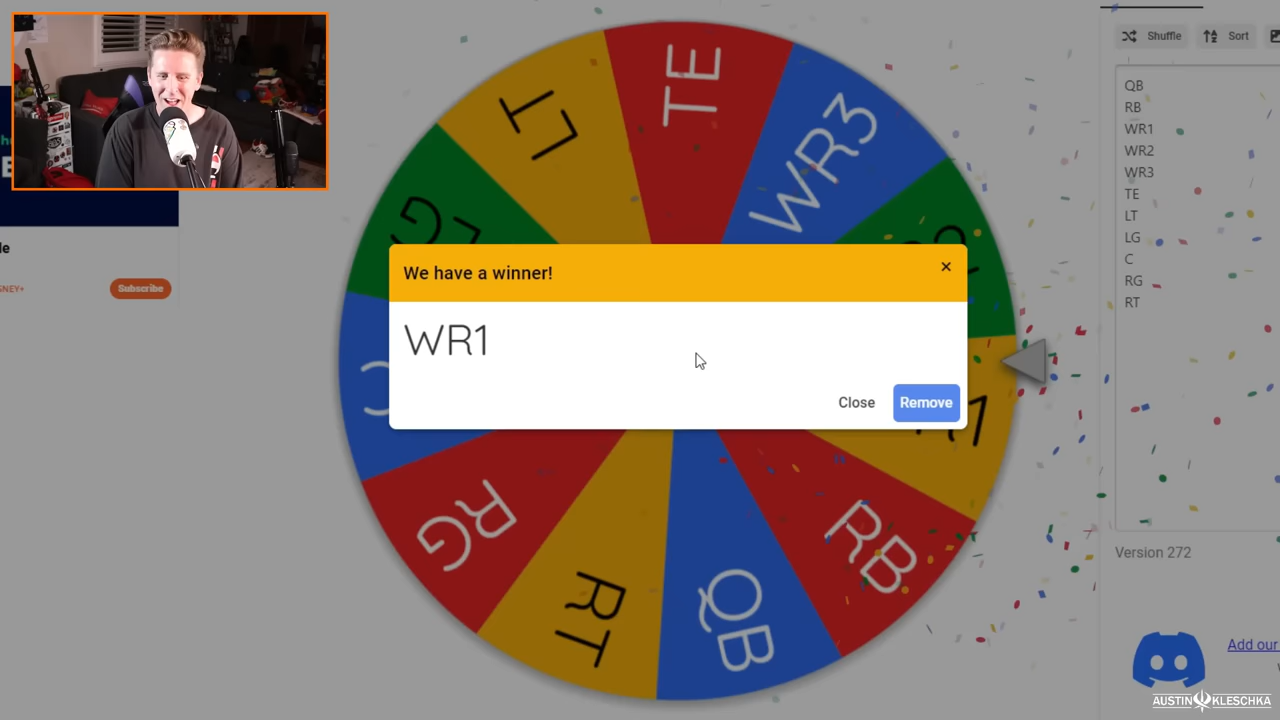 Shuffle
Sort
QB
RB
WR1
WR2
WR3
TE
LT
LG
C
RG
RT
Version 272
Add our
AUSTIN KLESCHKA
We have a winner!
×
WR1
Close
Remove
TE
WR3
LT
LG
C
RG
RT
QB
RB
Subscribe